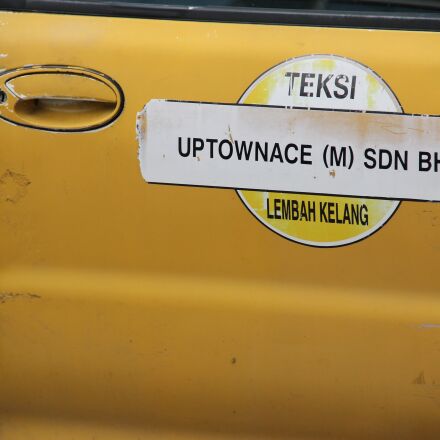 TEKSI
UPTOWNACE (M) SDN BH
LEMBAH KELANG